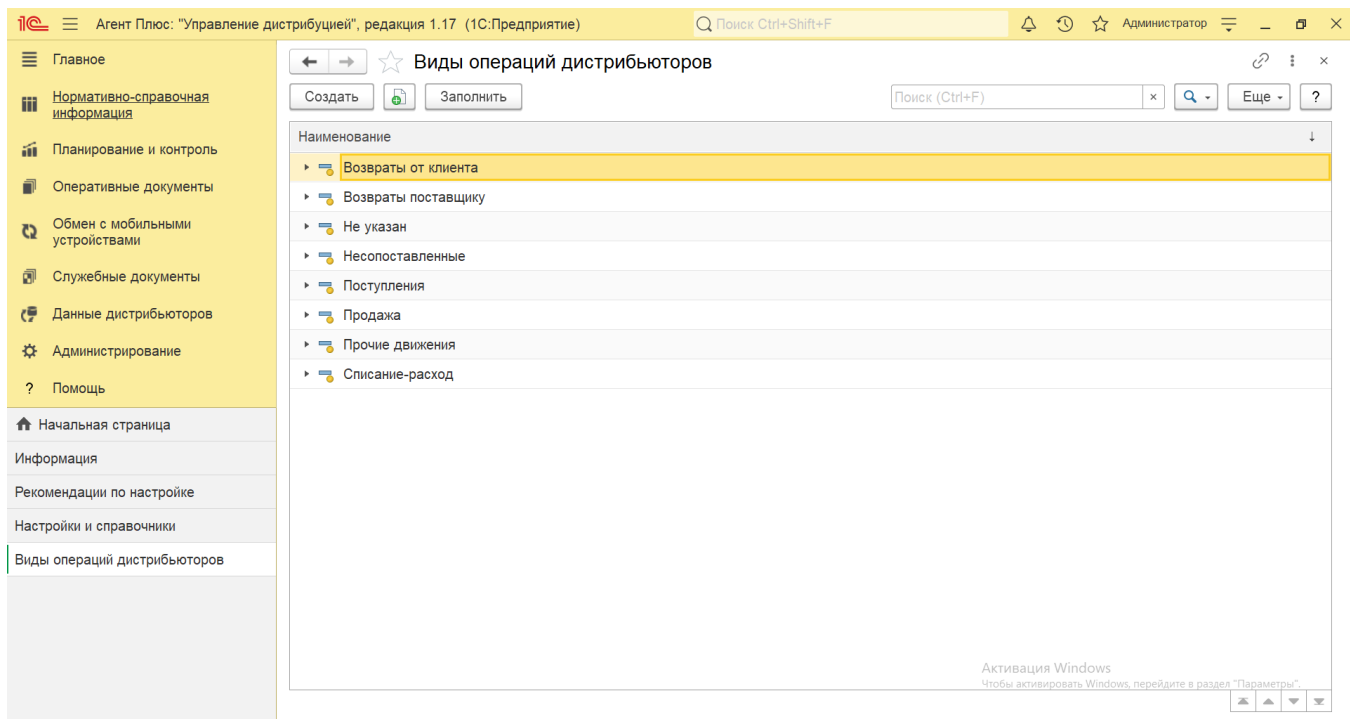 1С Агент Плюс: "Управление дистрибуцией", редакция 1.17 (1С:Предприятие) Поиск Ctrl+Shift+F Администратор
Главное
Нормативно-справочная
информация
Планирование и контроль
Оперативные документы
Обмен с мобильными
устройствами
Служебные документы
Данные дистрибьюторов
Администрирование
? Помощь
Начальная страница
Информация
Рекомендации по настройке
Настройки и справочники
Виды операций дистрибьюторов
Виды операций дистрибьюторов
Создать Заполнить Поиск (Ctrl+F) × Еще ?
Наименование
Возвраты от клиента
Возвраты поставщику
Не указан
Несопоставленные
Поступления
Продажа
Прочие движения
Списание-расход
Активация Windows
Чтобы активировать Windows, перейдите в раздел "Параметры".